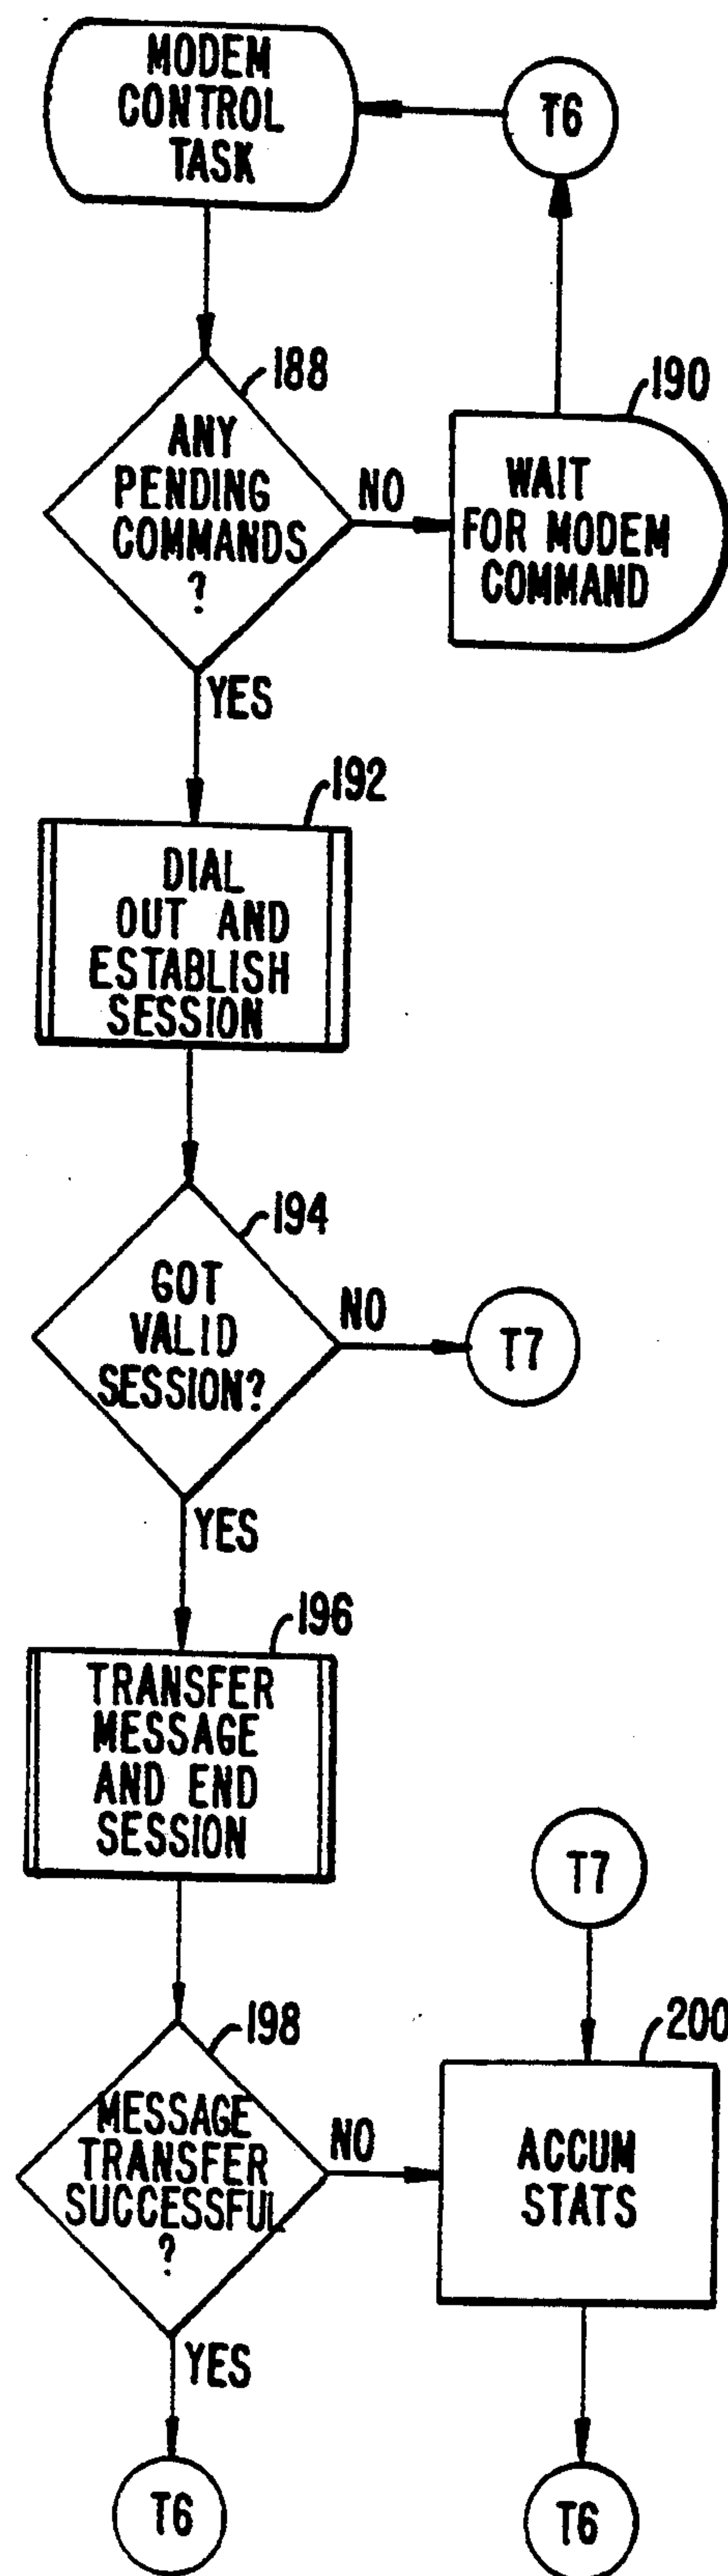 MODEM
CONTROL
TASK
T6
188
ANY
PENDING
COMMANDS
?
NO
190
WAIT
FOR MODEM
COMMAND
YES
192
DIAL
OUT AND
ESTABLISH
SESSION
194
GOT
VALID
SESSION?
NO
T7
YES
196
TRANSFER
MESSAGE
AND END
SESSION
T7
198
MESSAGE
TRANSFER
SUCCESSFUL
?
NO
200
ACCUM
STATS
YES
T6
T6